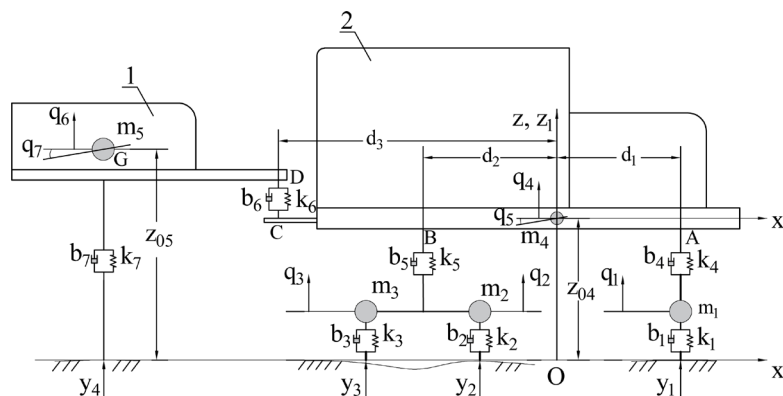 1
2
q₆
m₅
q₇
G
D
d₃
d₂
d₁
z, z₁
q₄
q₅
m₄
x
b₆
k₆
C
B
A
b₇
k₇
z₀₅
b₅
k₅
z₀₄
b₄
k₄
q₃
m₃
m₂
q₂
q₁
m₁
b₃
k₃
b₂
k₂
b₁
k₁
O
x
y₄
y₃
y₂
y₁